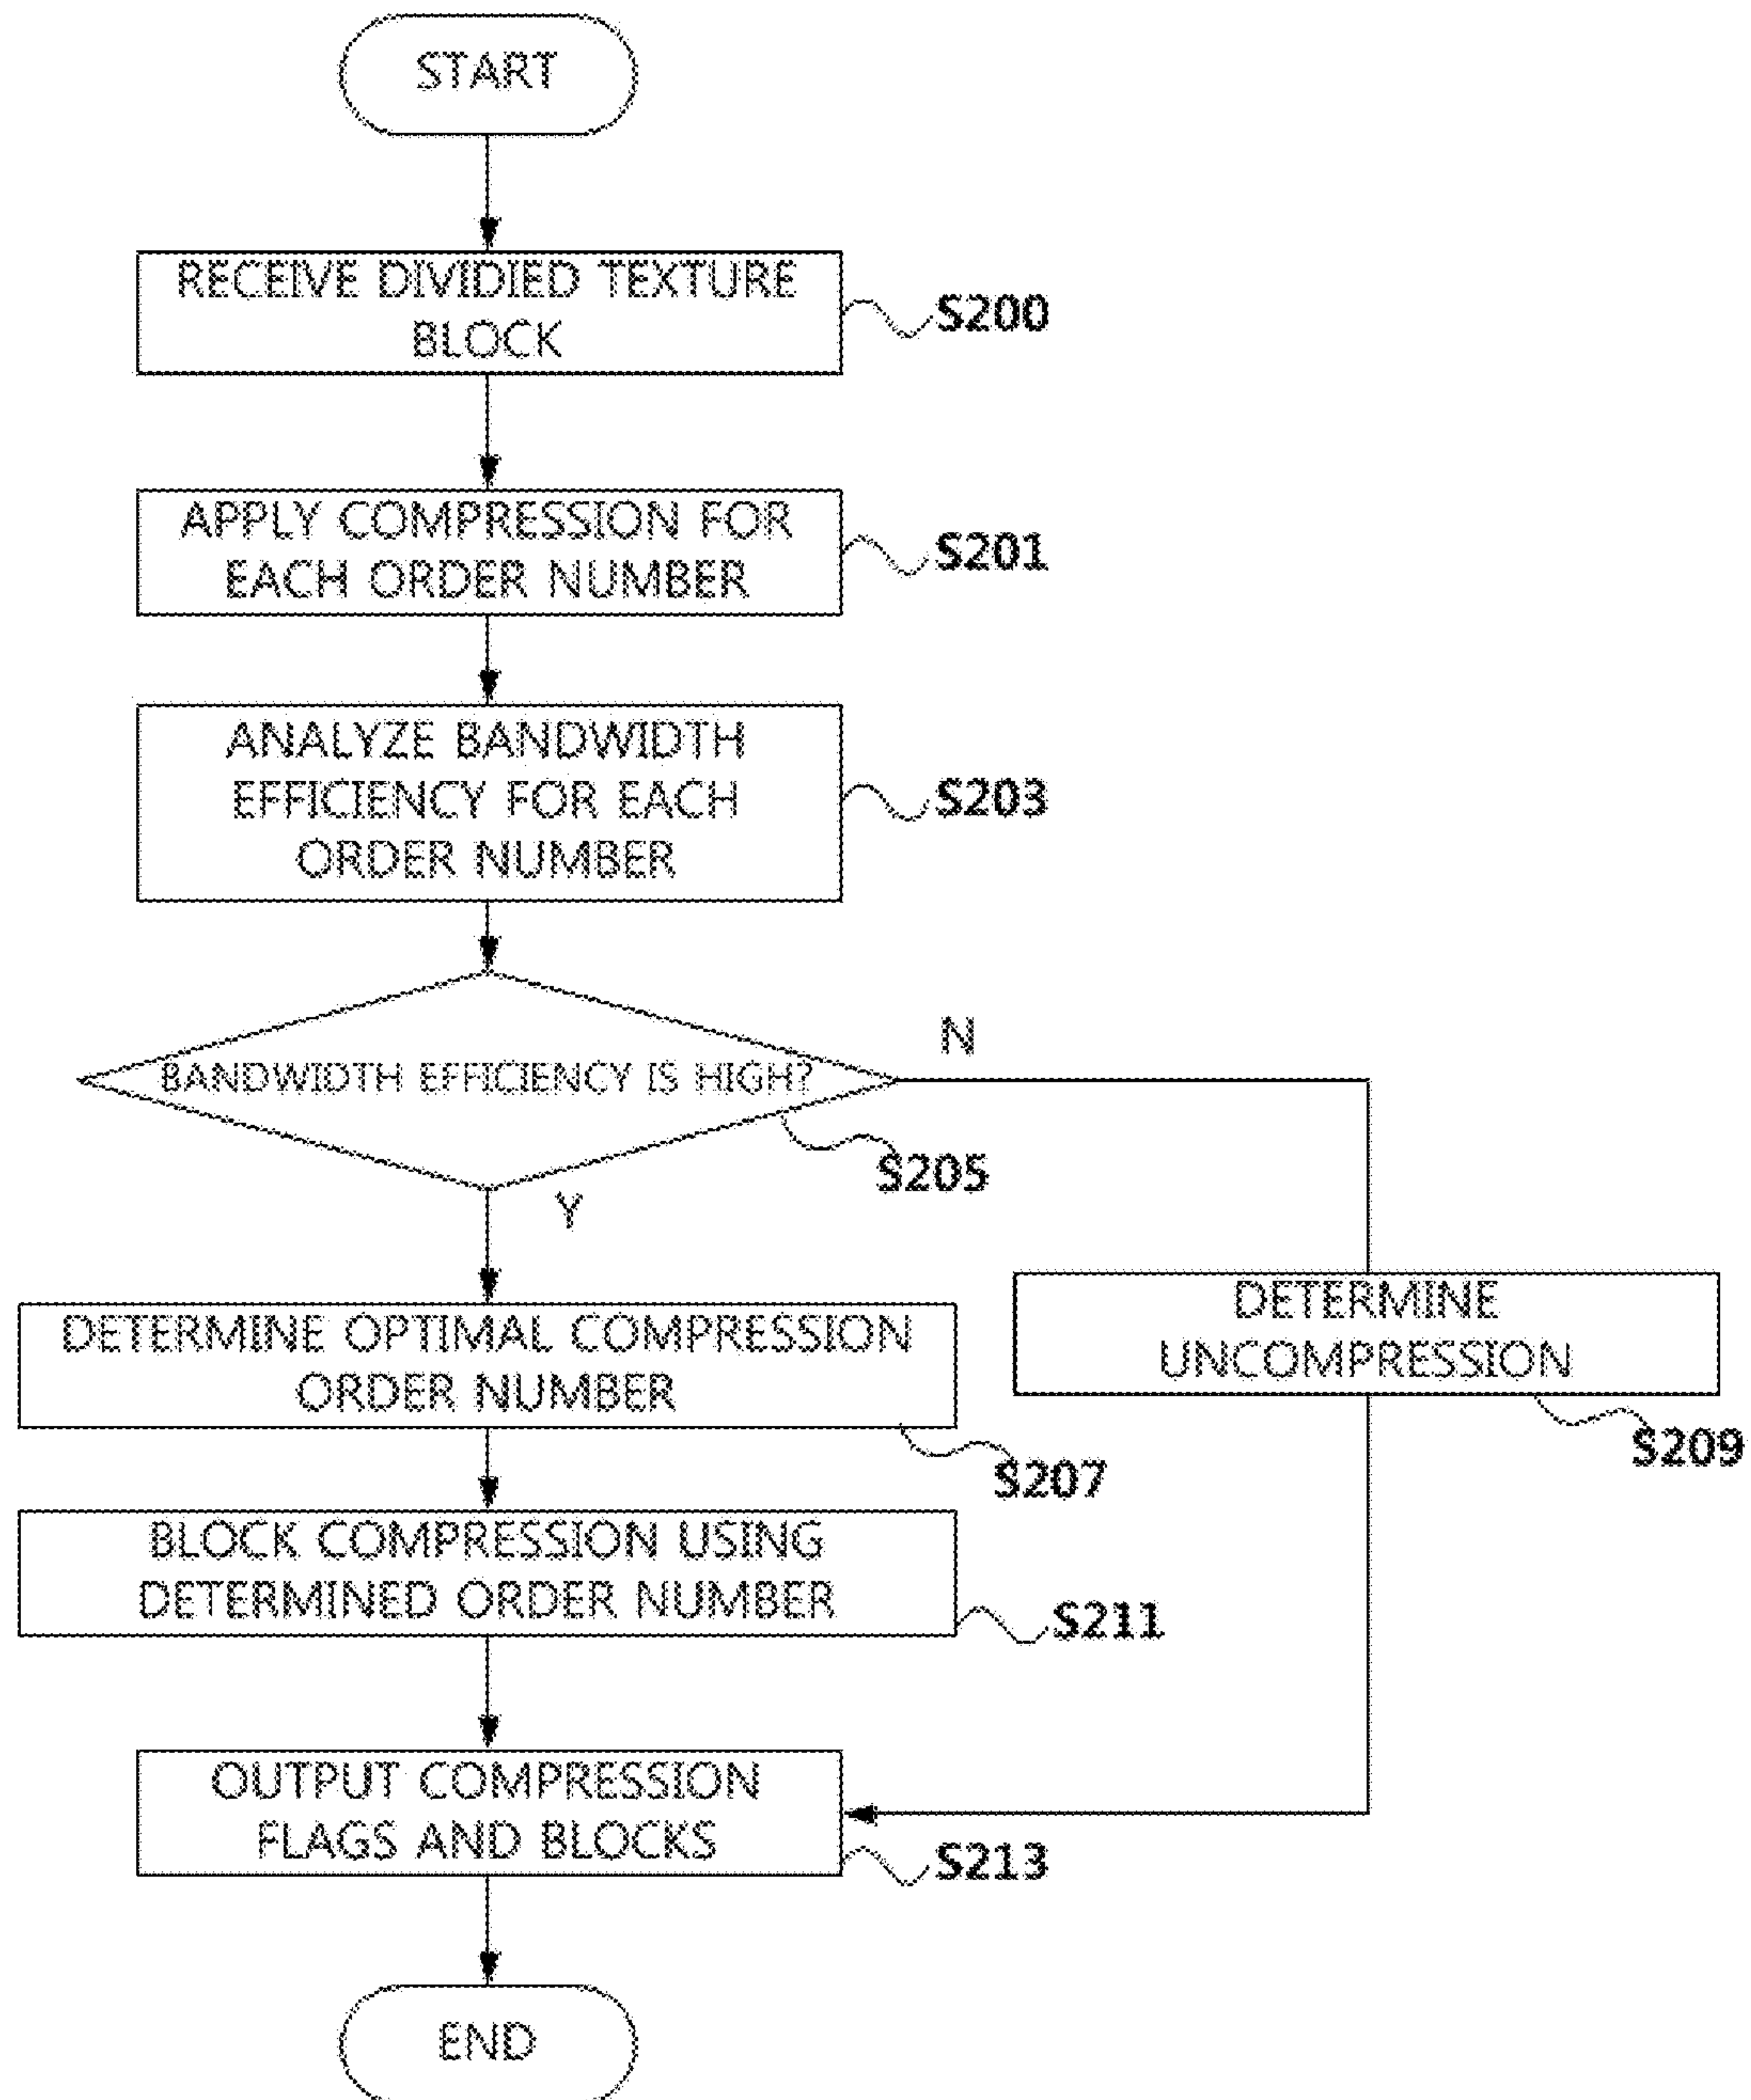 START
RECEIVE DIVIDIED TEXTURE
BLOCK
S200
APPLY COMPRESSION FOR
EACH ORDER NUMBER
S201
ANALYZE BANDWIDTH
EFFICIENCY FOR EACH
ORDER NUMBER
S203
BANDWIDTH EFFICIENCY IS HIGH?
N
S205
Y
DETERMINE OPTIMAL COMPRESSION
ORDER NUMBER
S207
DETERMINE
UNCOMPRESSION
S209
BLOCK COMPRESSION USING
DETERMINED ORDER NUMBER
S211
OUTPUT COMPRESSION
FLAGS AND BLOCKS
S213
END